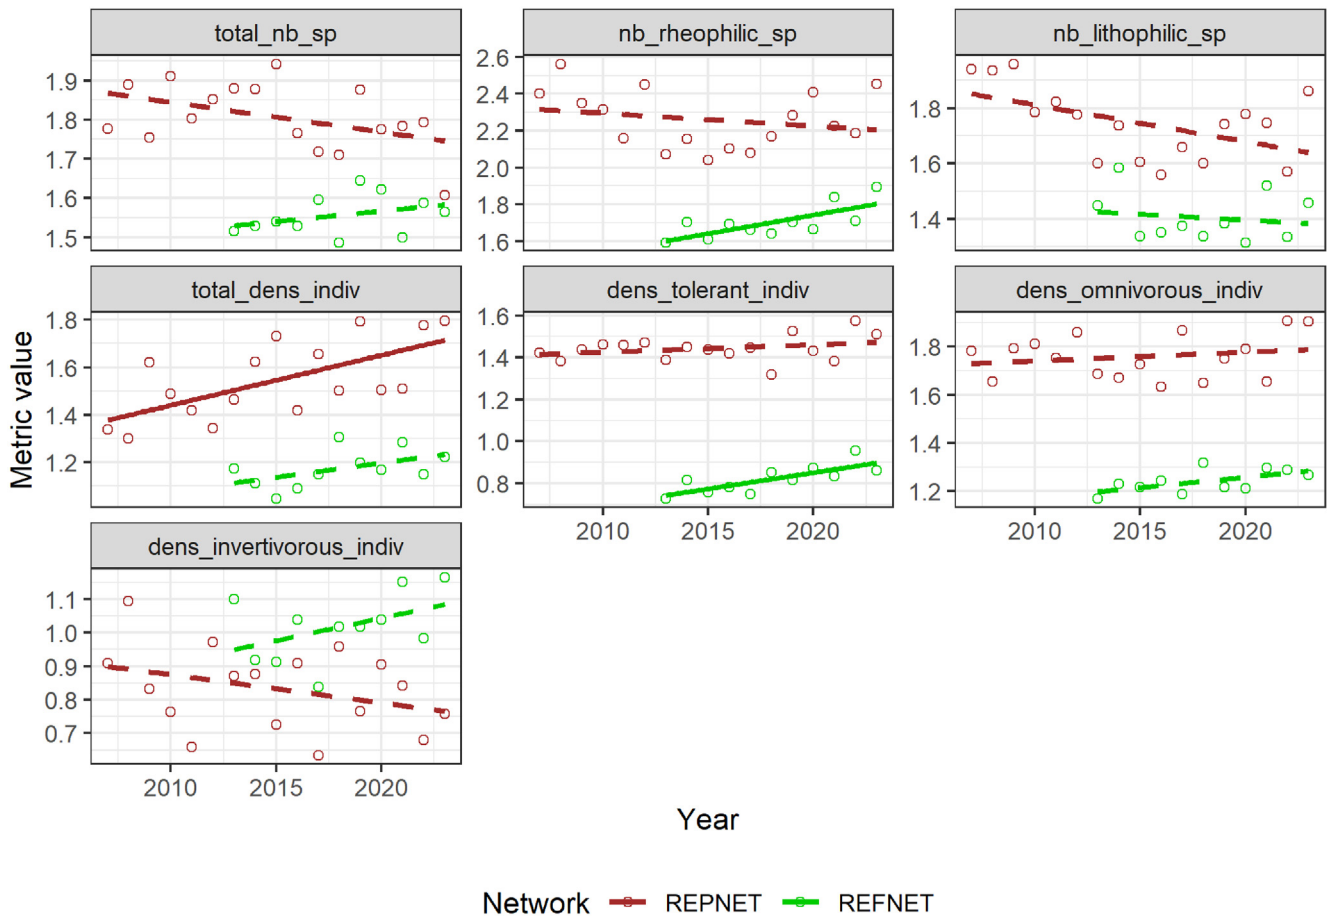 total_nb_sp nb_rheophilic_sp nb_lithophilic_sp
1.9 1.8 1.7 1.6 1.5
2.6 2.4 2.2 2.0 1.8 1.6
1.8 1.6 1.4
total_dens_indiv dens_tolerant_indiv dens_omnivorous_indiv
1.8 1.6 1.4 1.2
1.6 1.4 1.2 1.0 0.8
1.8 1.6 1.4 1.2
2010 2015 2020 2010 2015 2020
dens_invertivorous_indiv
1.1 1.0 0.9 0.8 0.7
2010 2015 2020
Metric value
Year
Network REPNET REFNET